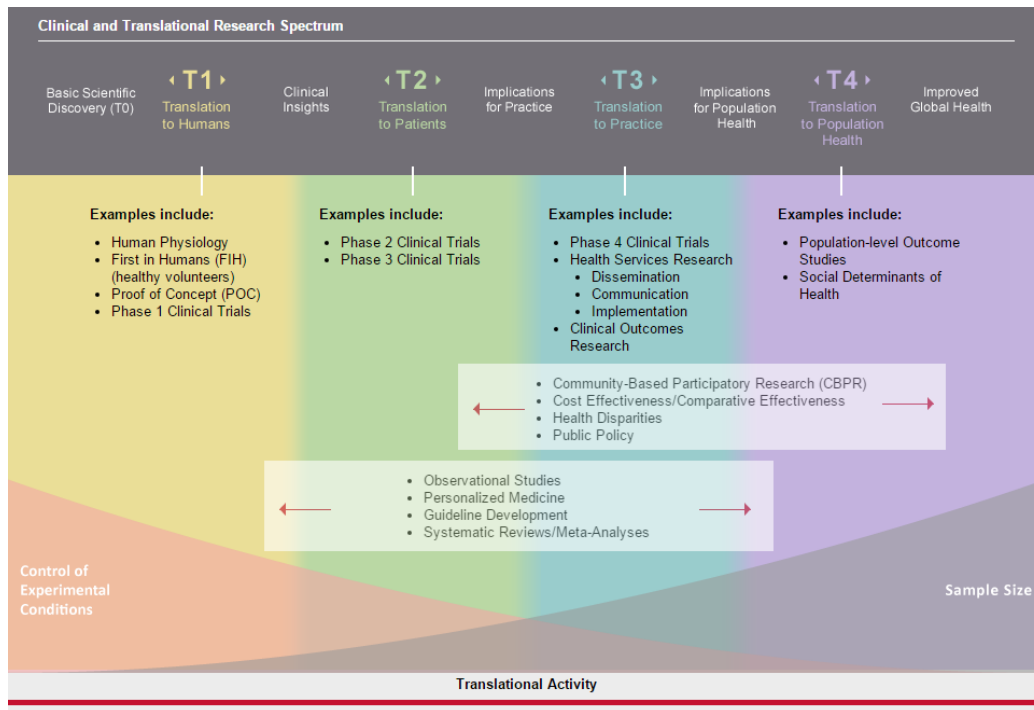 Clinical and Translational Research Spectrum
Basic Scientific
Discovery (T0)
T1
Translation
to Humans
Clinical
Insights
T2
Translation
to Patients
Implications
for Practice
T3
Translation
to Practice
Implications
for Population
Health
T4
Translation
to Population
Health
Improved
Global Health
Examples include:
• Human Physiology
• First in Humans (FIH)
(healthy volunteers)
• Proof of Concept (POC)
• Phase 1 Clinical Trials
Examples include:
• Phase 2 Clinical Trials
• Phase 3 Clinical Trials
Examples include:
• Phase 4 Clinical Trials
• Health Services Research
• Dissemination
• Communication
• Implementation
• Clinical Outcomes
Research
Examples include:
• Population-level Outcome
Studies
• Social Determinants of
Health
• Community-Based Participatory Research (CBPR)
• Cost Effectiveness/Comparative Effectiveness
• Health Disparities
• Public Policy
• Observational Studies
• Personalized Medicine
• Guideline Development
• Systematic Reviews/Meta-Analyses
Control of
Experimental
Conditions
Sample Size
Translational Activity